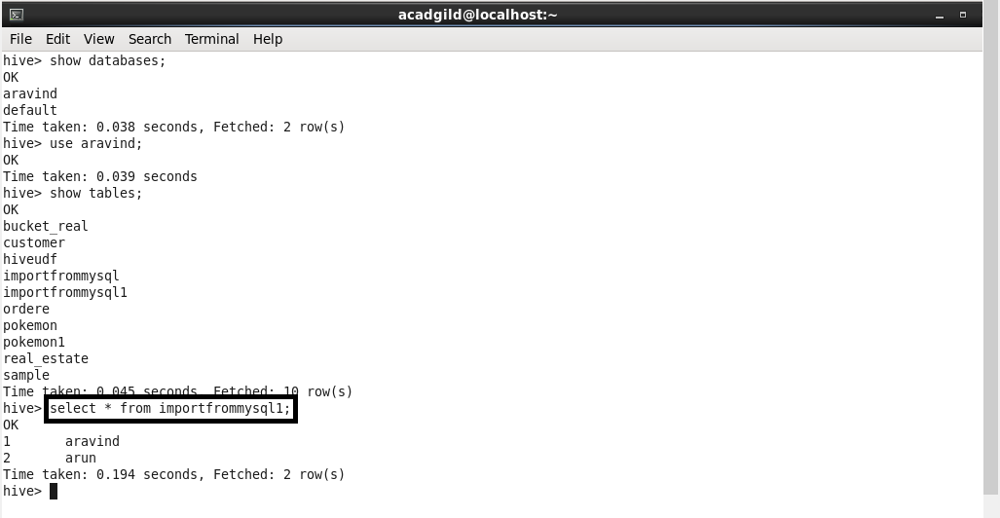 acadgild@localhost:~
File Edit View Search Terminal Help
hive> show databases;
OK
aravind
default
Time taken: 0.038 seconds, Fetched: 2 row(s)
hive> use aravind;
OK
Time taken: 0.039 seconds
hive> show tables;
OK
bucket_real
customer
hiveudf
importfrommysql
importfrommysql1
ordere
pokemon
pokemon1
real_estate
sample
Time taken: 0.045 seconds, Fetched: 10 row(s)
hive> select * from importfrommysql1;
OK
1 aravind
2 arun
Time taken: 0.194 seconds, Fetched: 2 row(s)
hive>